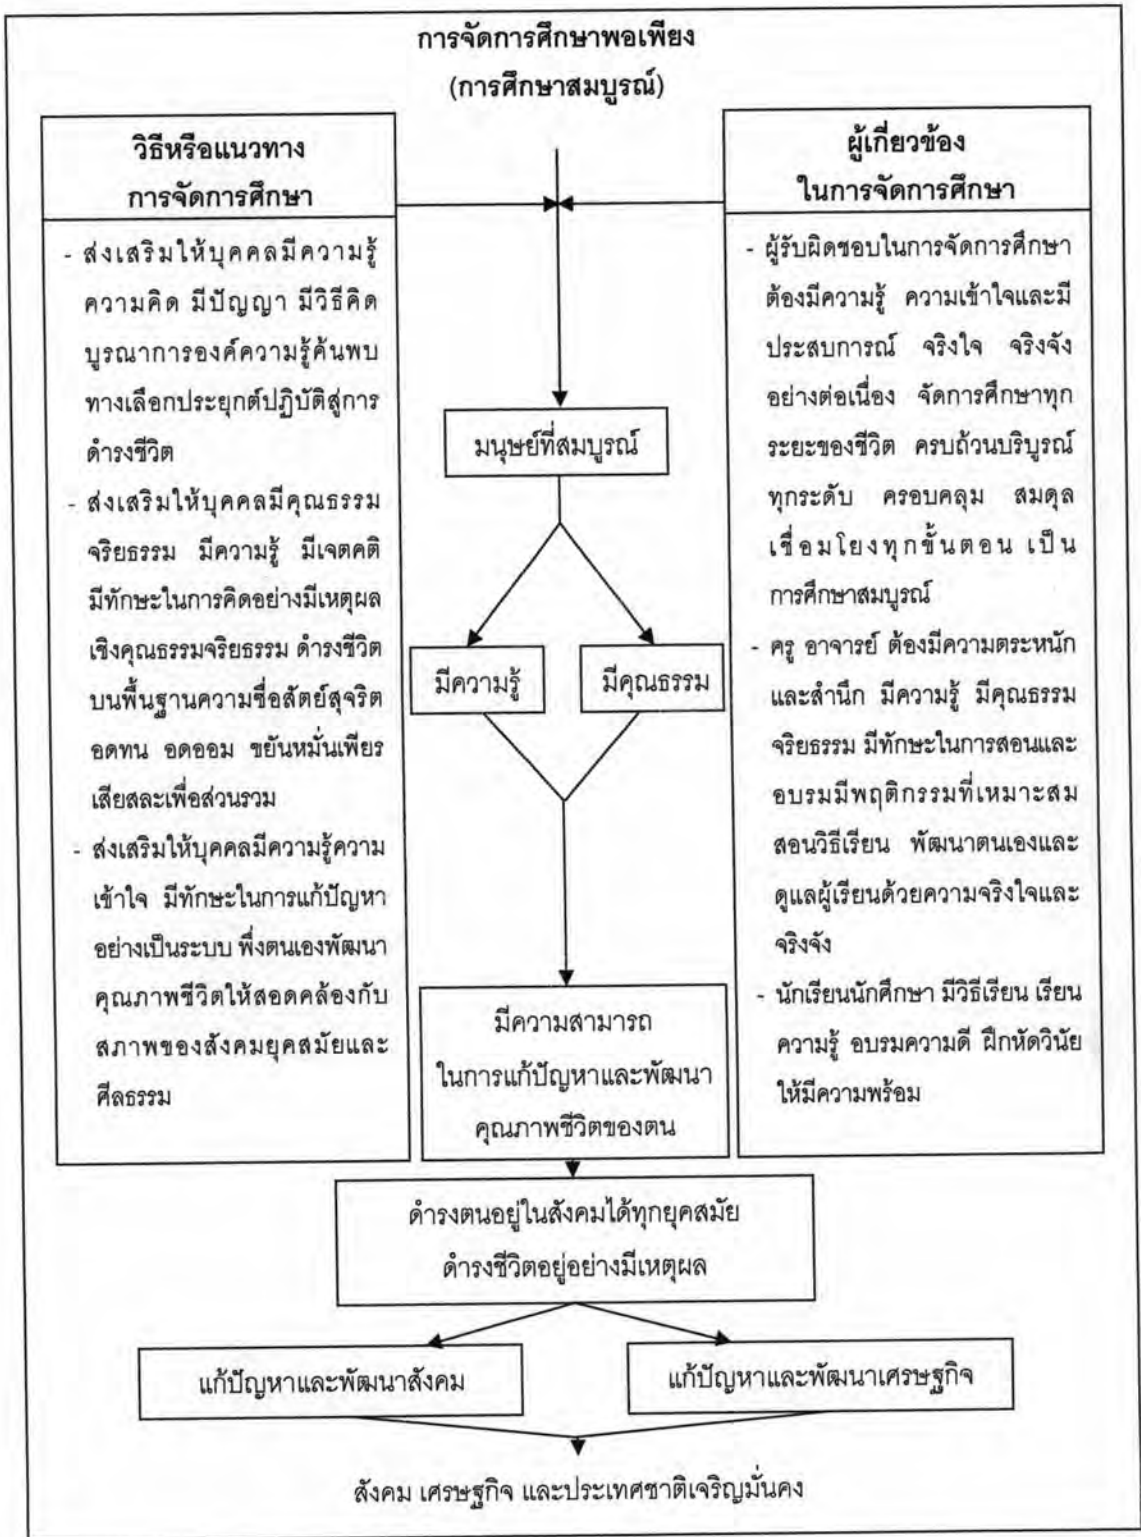 การจัดการศึกษาพอเพียง
(การศึกษาสมบูรณ์)
วิธีหรือแนวทาง
การจัดการศึกษา
- ส่งเสริมให้บุคคลมีความรู้
ความคิด มีปัญญา มีวิธีคิด
บูรณาการองค์ความรู้ค้นพบ
ทางเลือกประยุกต์ปฏิบัติสู่การ
ดำรงชีวิต
- ส่งเสริมให้บุคคลมีคุณธรรม
จริยธรรม มีความรู้ มีเจตคติ
มีทักษะในการคิดอย่างมีเหตุผล
เชิงคุณธรรมจริยธรรม ดำรงชีวิต
บนพื้นฐานความซื่อสัตย์สุจริต
อดทน อดออม ขยันหมั่นเพียร
เสียสละเพื่อส่วนรวม
- ส่งเสริมให้บุคคลมีความรู้ความ
เข้าใจ มีทักษะในการแก้ปัญหา
อย่างเป็นระบบ พึ่งตนเองพัฒนา
คุณภาพชีวิตให้สอดคล้องกับ
สภาพของสังคมยุคสมัยและ
ศีลธรรม
ผู้เกี่ยวข้อง
ในการจัดการศึกษา
- ผู้รับผิดชอบในการจัดการศึกษา
ต้องมีความรู้ ความเข้าใจและมี
ประสบการณ์ จริงใจ จริงจัง
อย่างต่อเนื่อง จัดการศึกษาทุก
ระยะของชีวิต ครบถ้วนบริบูรณ์
ทุกระดับ ครอบคลุม สมดุล
เชื่อมโยงทุกขั้นตอน เป็น
การศึกษาสมบูรณ์
- ครู อาจารย์ ต้องมีความตระหนัก
และสำนึก มีความรู้ มีคุณธรรม
จริยธรรม มีทักษะในการสอนและ
อบรมมีพฤติกรรมที่เหมาะสม
สอนวิธีเรียน พัฒนาตนเองและ
ดูแลผู้เรียนด้วยความจริงใจและ
จริงจัง
- นักเรียนนักศึกษา มีวิธีเรียน เรียน
ความรู้ อบรมความดี ฝึกหัดวินัย
ให้มีความพร้อม
มนุษย์ที่สมบูรณ์
มีความรู้
มีคุณธรรม
มีความสามารถ
ในการแก้ปัญหาและพัฒนา
คุณภาพชีวิตของตน
ดำรงตนอยู่ในสังคมได้ทุกยุคสมัย
ดำรงชีวิตอยู่อย่างมีเหตุผล
แก้ปัญหาและพัฒนาสังคม
แก้ปัญหาและพัฒนาเศรษฐกิจ
สังคม เศรษฐกิจ และประเทศชาติเจริญมั่นคง